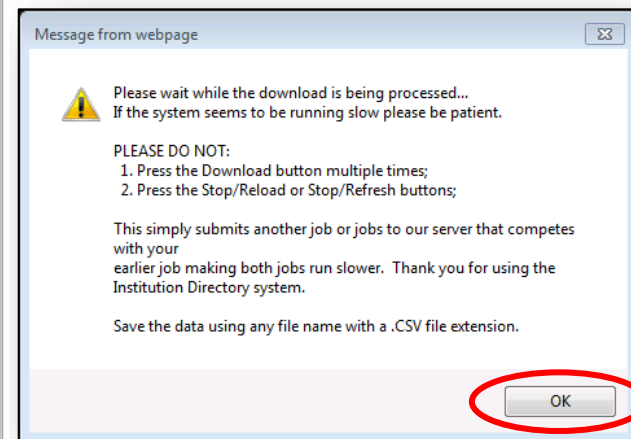 Message from webpage
Please wait while the download is being processed...
If the system seems to be running slow please be patient.
PLEASE DO NOT:
1. Press the Download button multiple times;
2. Press the Stop/Reload or Stop/Refresh buttons;
This simply submits another job or jobs to our server that competes
with your
earlier job making both jobs run slower.  Thank you for using the
Institution Directory system.
Save the data using any file name with a .CSV file extension.
OK